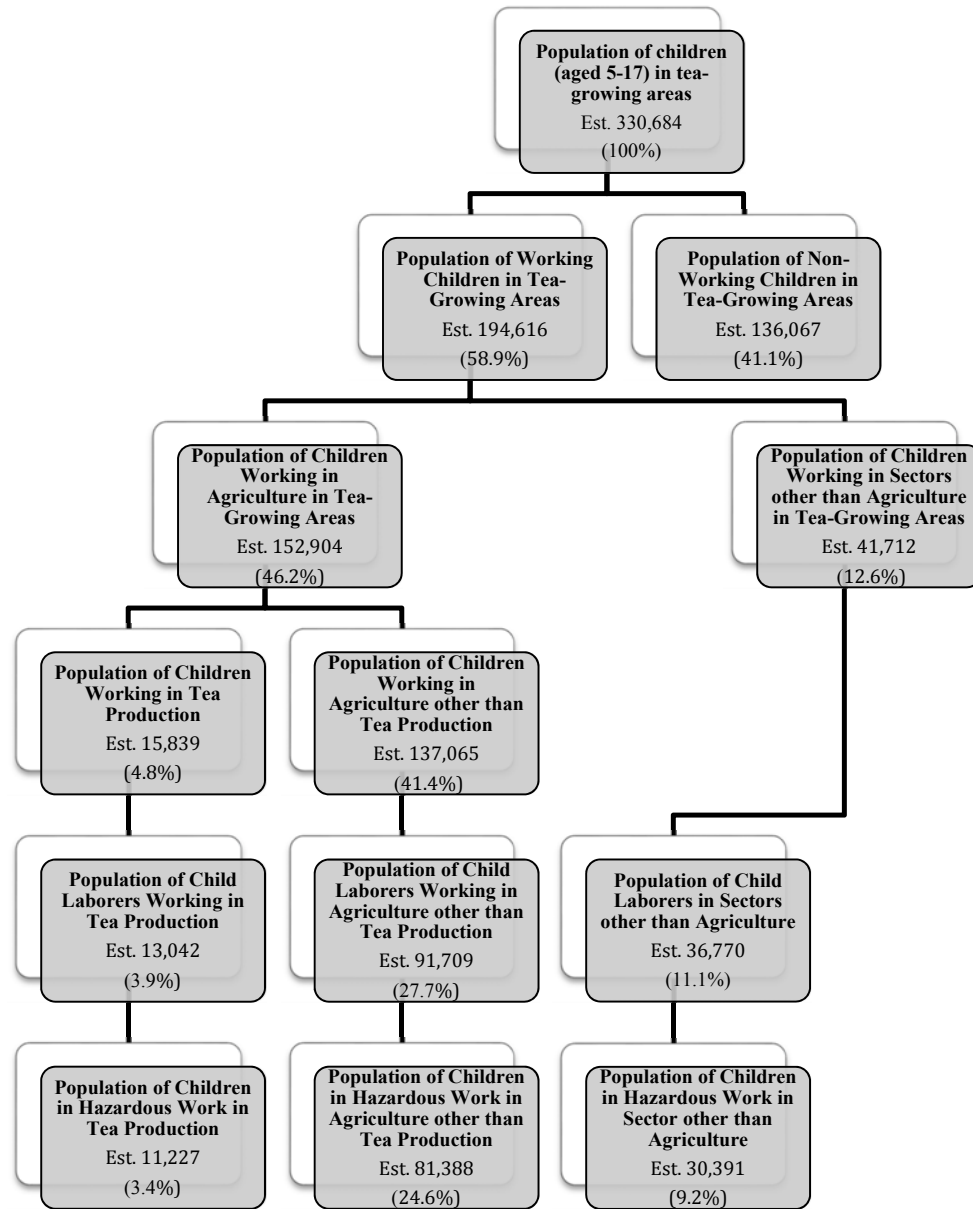 Population of children
(aged 5-17) in tea-
growing areas
Est. 330,684
(100%)
Population of Working
Children in Tea-
Growing Areas
Est. 194,616
(58.9%)
Population of Non-
Working Children in
Tea-Growing Areas
Est. 136,067
(41.1%)
Population of Children
Working in
Agriculture in Tea-
Growing Areas
Est. 152,904
(46.2%)
Population of Children
Working in Sectors
other than Agriculture
in Tea-Growing Areas
Est. 41,712
(12.6%)
Population of Children
Working in Tea
Production
Est. 15,839
(4.8%)
Population of Children
Working in
Agriculture other than
Tea Production
Est. 137,065
(41.4%)
Population of Child
Laborers Working in
Tea Production
Est. 13,042
(3.9%)
Population of Child
Laborers Working in
Agriculture other than
Tea Production
Est. 91,709
(27.7%)
Population of Child
Laborers in Sectors
other than Agriculture
Est. 36,770
(11.1%)
Population of Children
in Hazardous Work in
Tea Production
Est. 11,227
(3.4%)
Population of Children
in Hazardous Work in
Agriculture other than
Tea Production
Est. 81,388
(24.6%)
Population of Children
in Hazardous Work in
Sector other than
Agriculture
Est. 30,391
(9.2%)